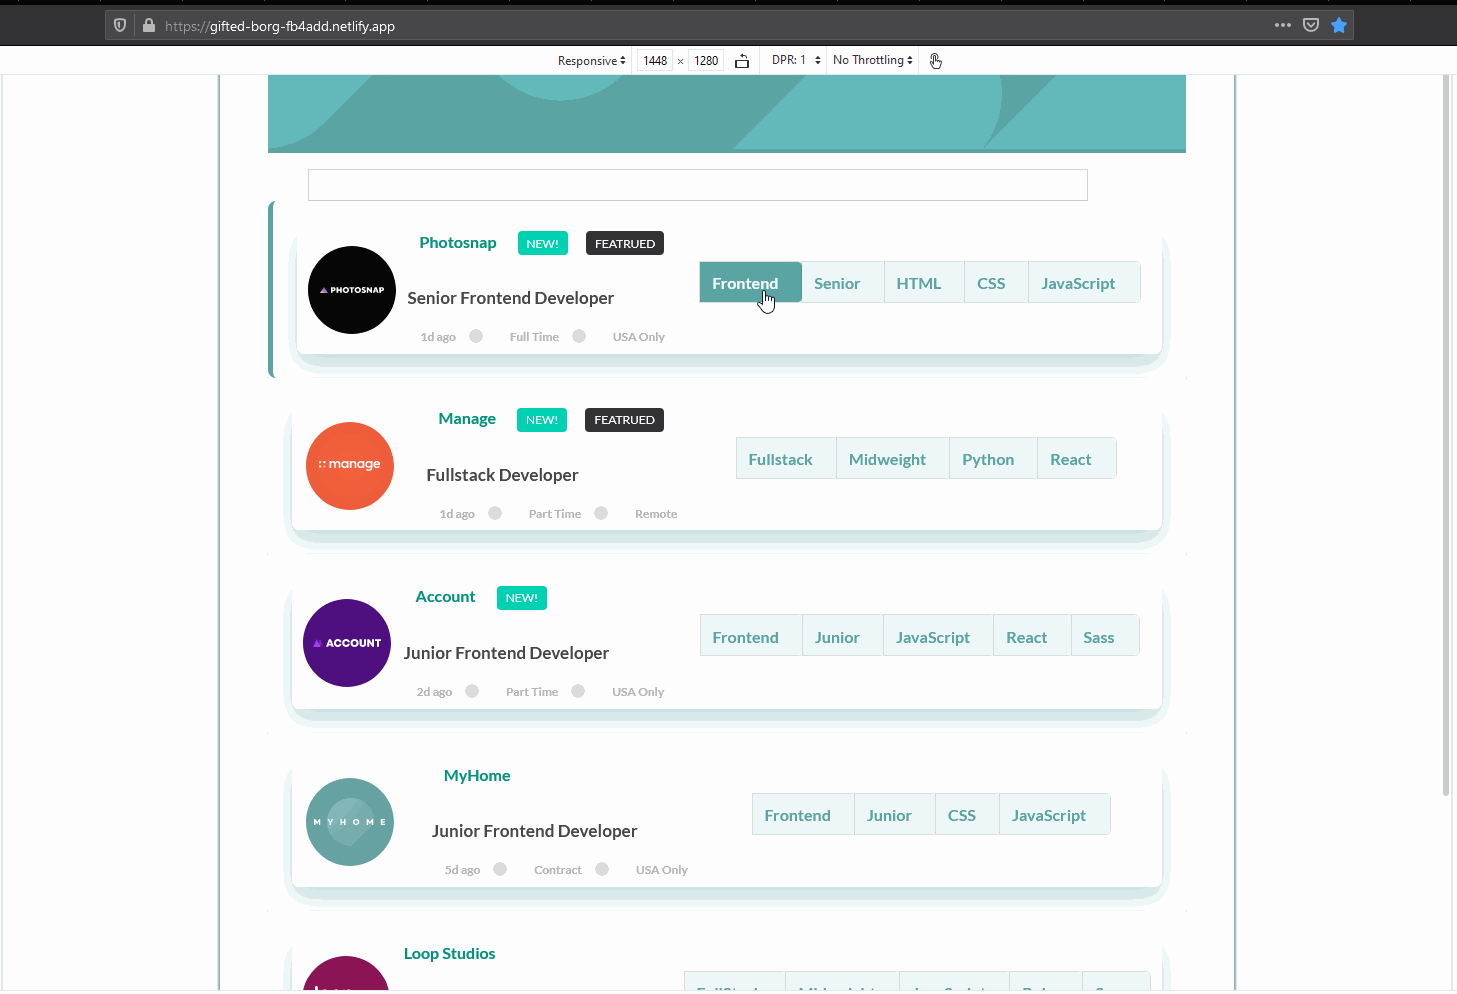 https://gifted-borg-fb4add.netlify.app
Responsive 1448 × 1280 DPR: 1 No Throttling
Photosnap NEW! FEATRUED
PHOTOSNAP
Senior Frontend Developer
1d ago Full Time USA Only
Frontend Senior HTML CSS JavaScript
Manage NEW! FEATRUED
manage
Fullstack Developer
1d ago Part Time Remote
Fullstack Midweight Python React
Account NEW!
ACCOUNT
Junior Frontend Developer
2d ago Part Time USA Only
Frontend Junior JavaScript React Sass
MyHome
MYHOME
Junior Frontend Developer
5d ago Contract USA Only
Frontend Junior CSS JavaScript
Loop Studios